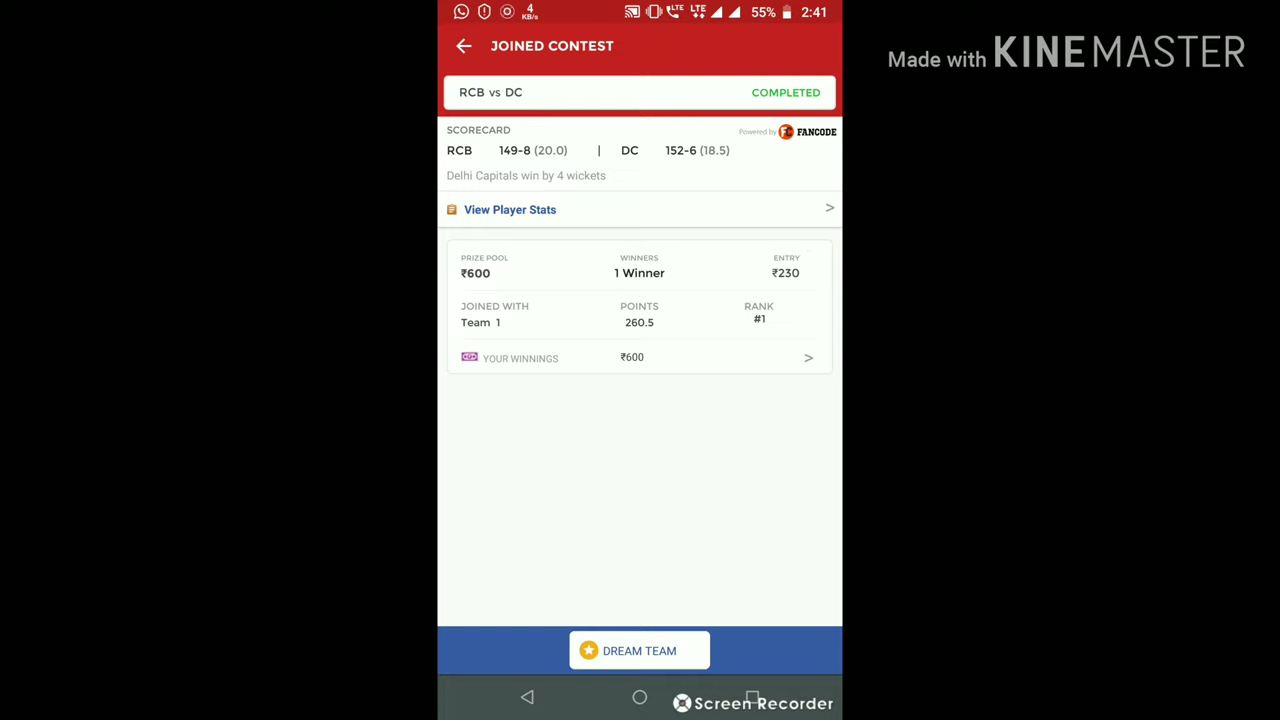 4 KB/s LTE LTE 55% 2:41
Made with KINEMASTER
JOINED CONTEST
RCB vs DC COMPLETED
SCORECARD Powered by FC FANCODE
RCB 149-8 (20.0) | DC 152-6 (18.5)
Delhi Capitals win by 4 wickets
View Player Stats >
PRIZE POOL WINNERS ENTRY
₹600 1 Winner ₹230
JOINED WITH POINTS RANK
Team 1 260.5 #1
YOUR WINNINGS ₹600 >
DREAM TEAM
Screen Recorder